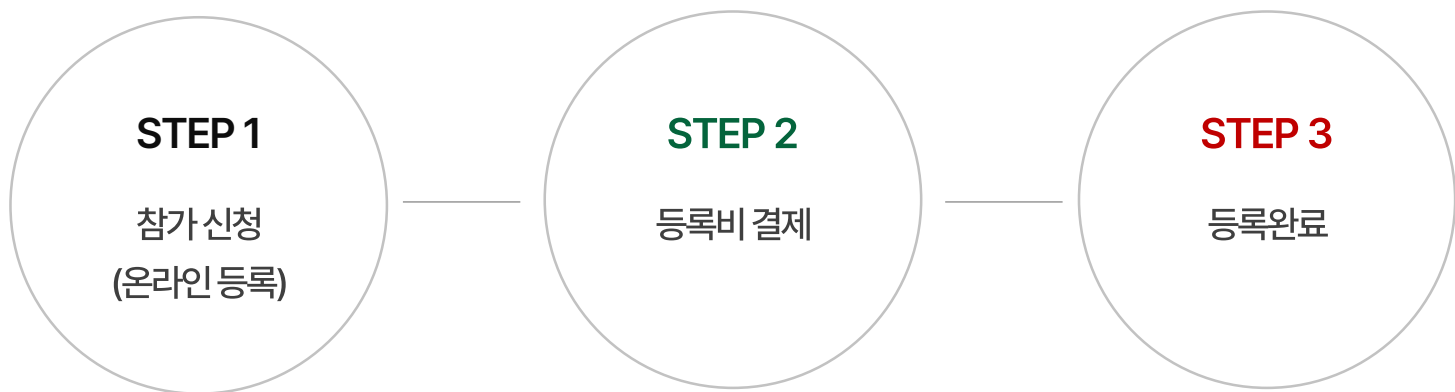 STEP 1
참가 신청
(온라인 등록)
STEP 2
등록비 결제
STEP 3
등록완료